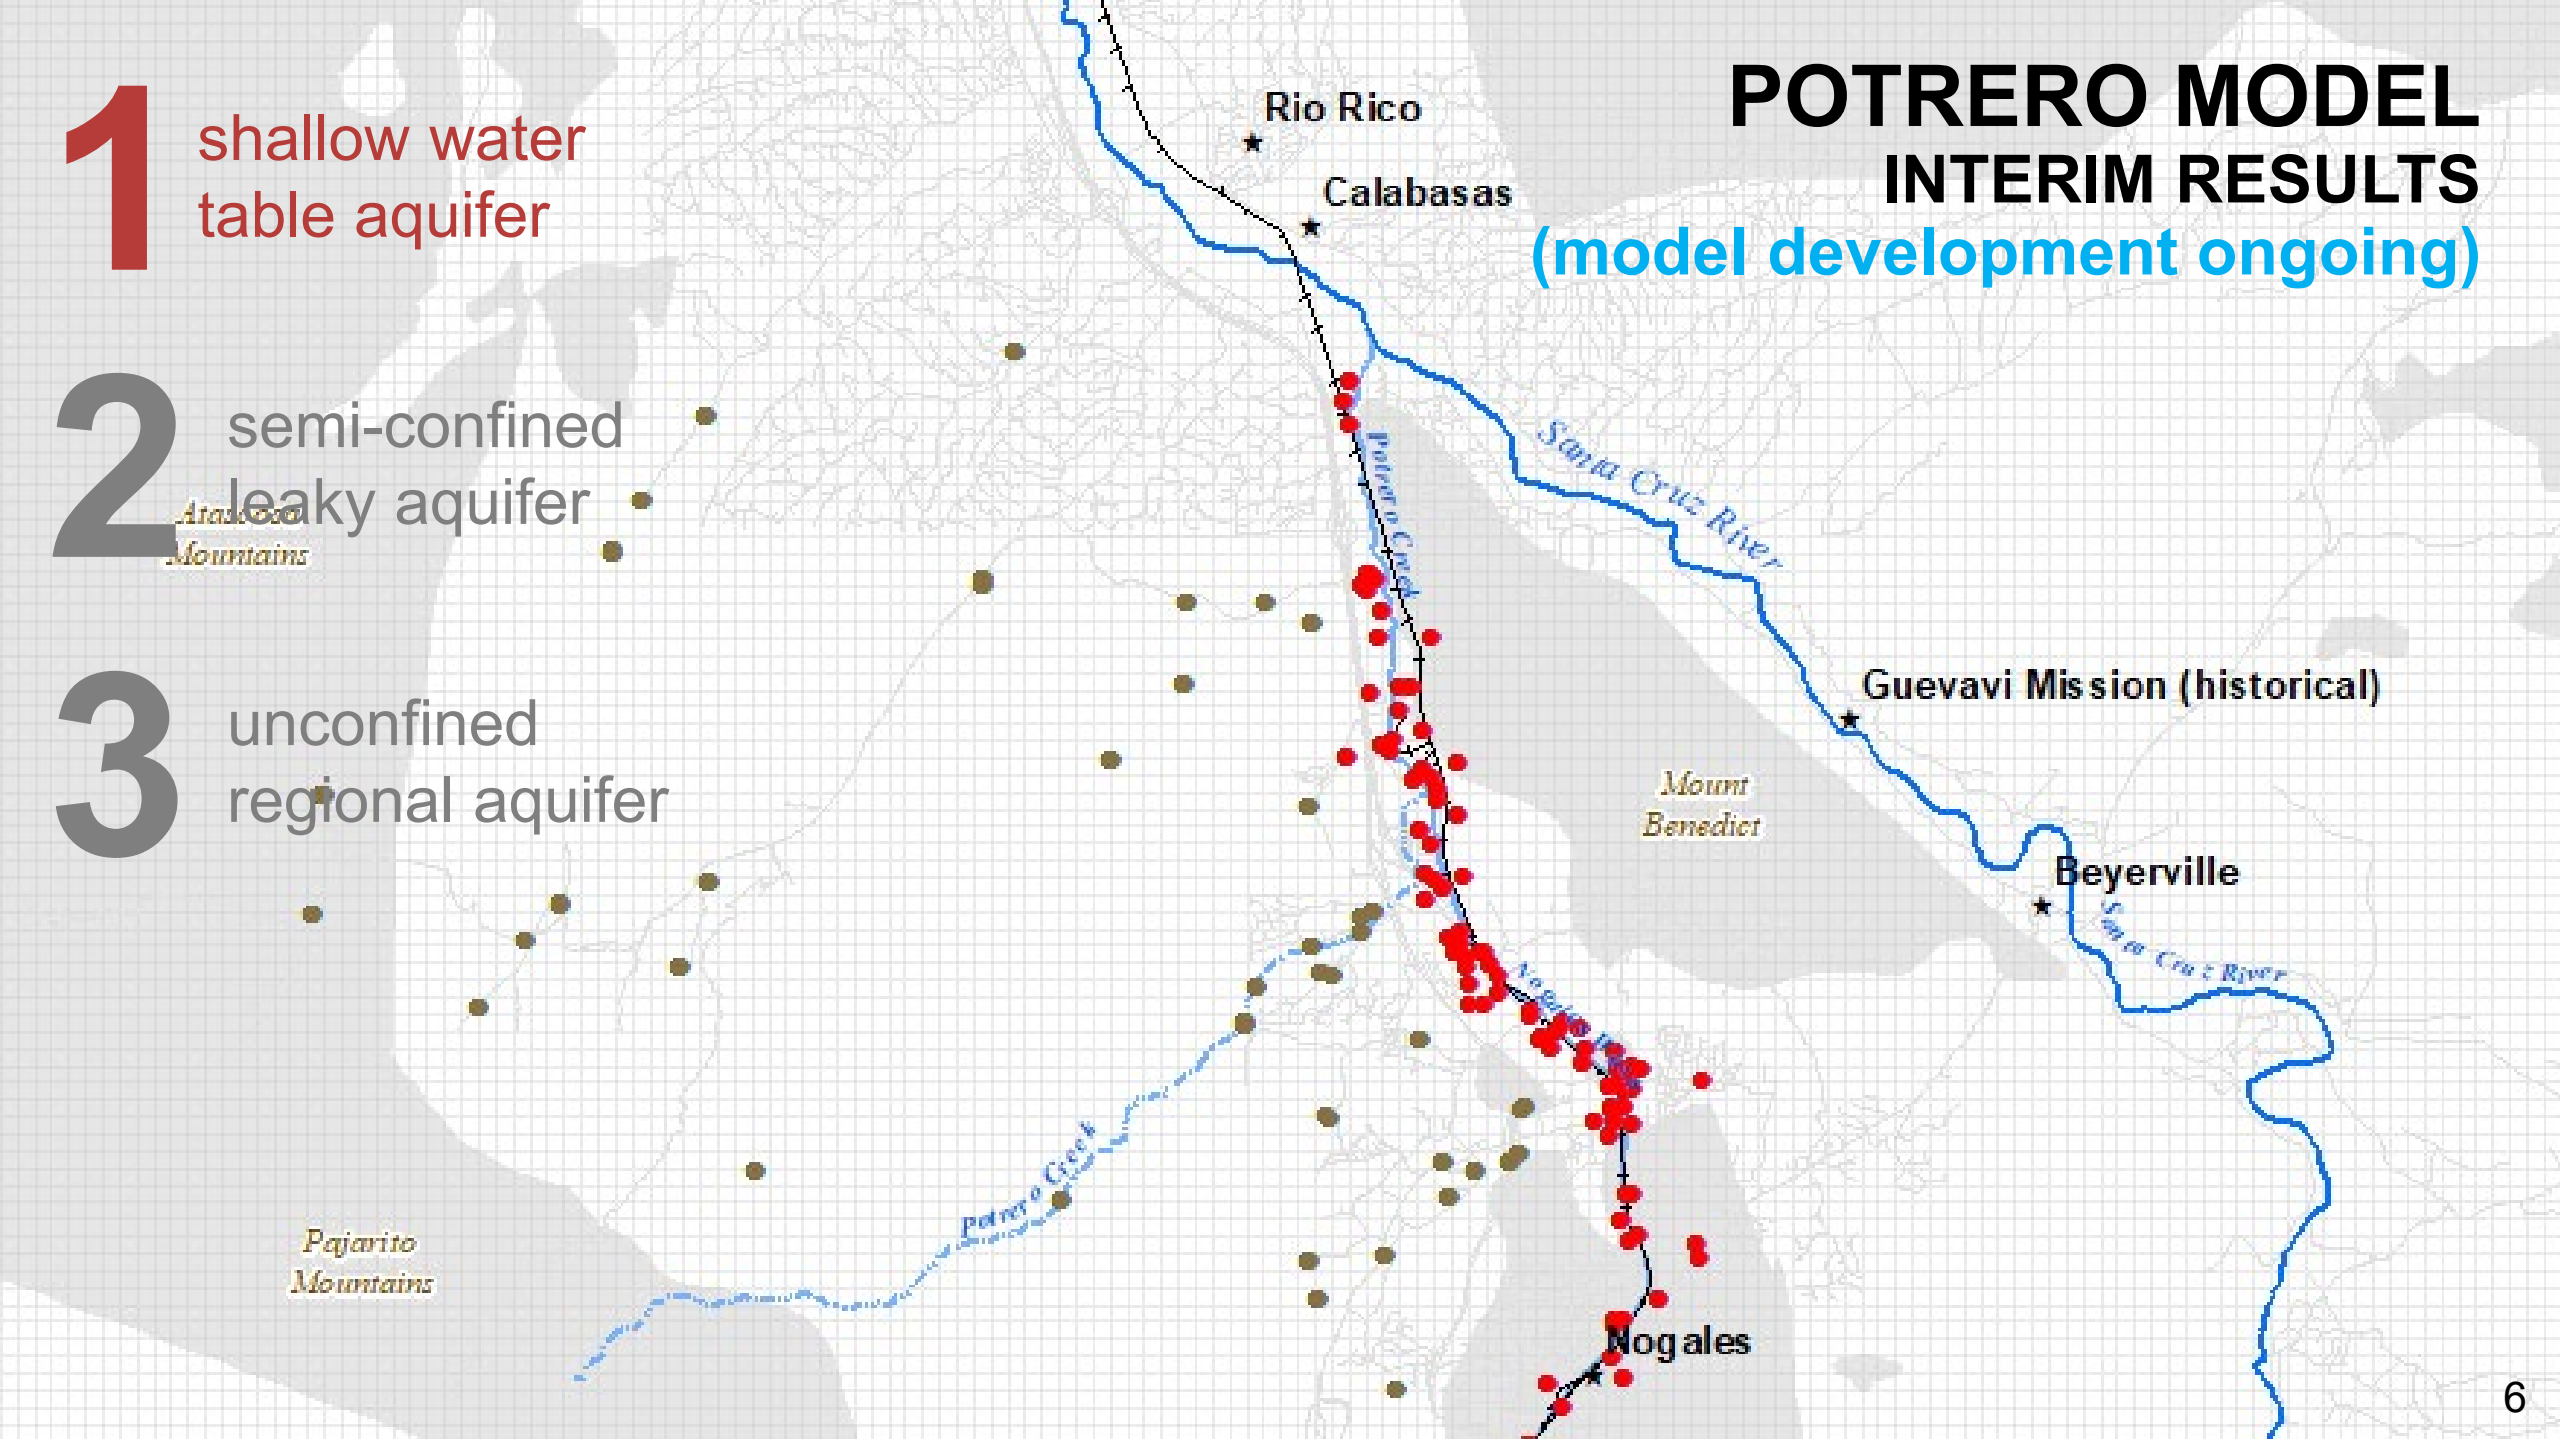 POTRERO MODEL
INTERIM RESULTS
(model development ongoing)
1
shallow water
table aquifer
2
semi-confined
leaky aquifer
3
unconfined
regional aquifer
Rio Rico
Calabasas
Santa Cruz River
Potrero Creek
Atascosa
Mountains
Guevavi Mission (historical)
Mount
Benedict
Beyerville
Santa Cruz River
Nogales
Potrero Creek
Pajarito
Mountains
Nogales
6